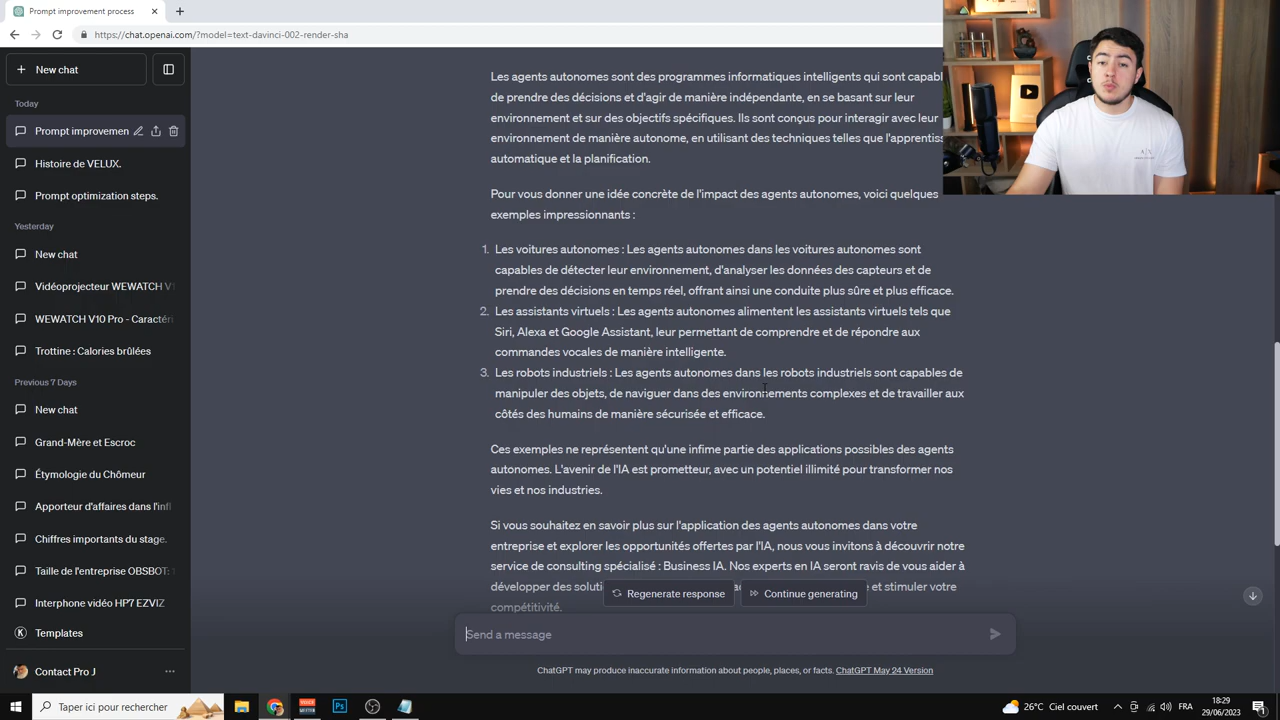 Prompt improvement process
https://chat.openai.com/?model=text-davinci-002-render-sha
New chat
Today
Prompt improvemen
Histoire de VELUX.
Prompt optimization steps.
Yesterday
New chat
Vidéoprojecteur WEWATCH V1
WEWATCH V10 Pro - Caractéri
Trottine : Calories brûlées
Previous 7 Days
New chat
Grand-Mère et Escroc
Étymologie du Chômeur
Apporteur d'affaires dans l'infl
Chiffres importants du stage.
Taille de l'entreprise OBSBOT:
Interphone vidéo HP7 EZVIZ
Templates
Contact Pro J
Les agents autonomes sont des programmes informatiques intelligents qui sont capabl
de prendre des décisions et d'agir de manière indépendante, en se basant sur leur
environnement et sur des objectifs spécifiques. Ils sont conçus pour interagir avec leur
environnement de manière autonome, en utilisant des techniques telles que l'apprentiss
automatique et la planification.
Pour vous donner une idée concrète de l'impact des agents autonomes, voici quelques
exemples impressionnants :
1. Les voitures autonomes : Les agents autonomes dans les voitures autonomes sont
capables de détecter leur environnement, d'analyser les données des capteurs et de
prendre des décisions en temps réel, offrant ainsi une conduite plus sûre et plus efficace.
2. Les assistants virtuels : Les agents autonomes alimentent les assistants virtuels tels que
Siri, Alexa et Google Assistant, leur permettant de comprendre et de répondre aux
commandes vocales de manière intelligente.
3. Les robots industriels : Les agents autonomes dans les robots industriels sont capables de
manipuler des objets, de naviguer dans des environnements complexes et de travailler aux
côtés des humains de manière sécurisée et efficace.
Ces exemples ne représentent qu'une infime partie des applications possibles des agents
autonomes. L'avenir de l'IA est prometteur, avec un potentiel illimité pour transformer nos
vies et nos industries.
Si vous souhaitez en savoir plus sur l'application des agents autonomes dans votre
entreprise et explorer les opportunités offertes par l'IA, nous vous invitons à découvrir notre
service de consulting spécialisé : Business IA. Nos experts en IA seront ravis de vous aider à
développer des soluti et stimuler votre
compétitivité.
Regenerate response
Continue generating
Send a message
ChatGPT may produce inaccurate information about people, places, or facts. ChatGPT May 24 Version
Taper ici pour rechercher
26°C Ciel couvert
FRA
18:29
29/06/2023